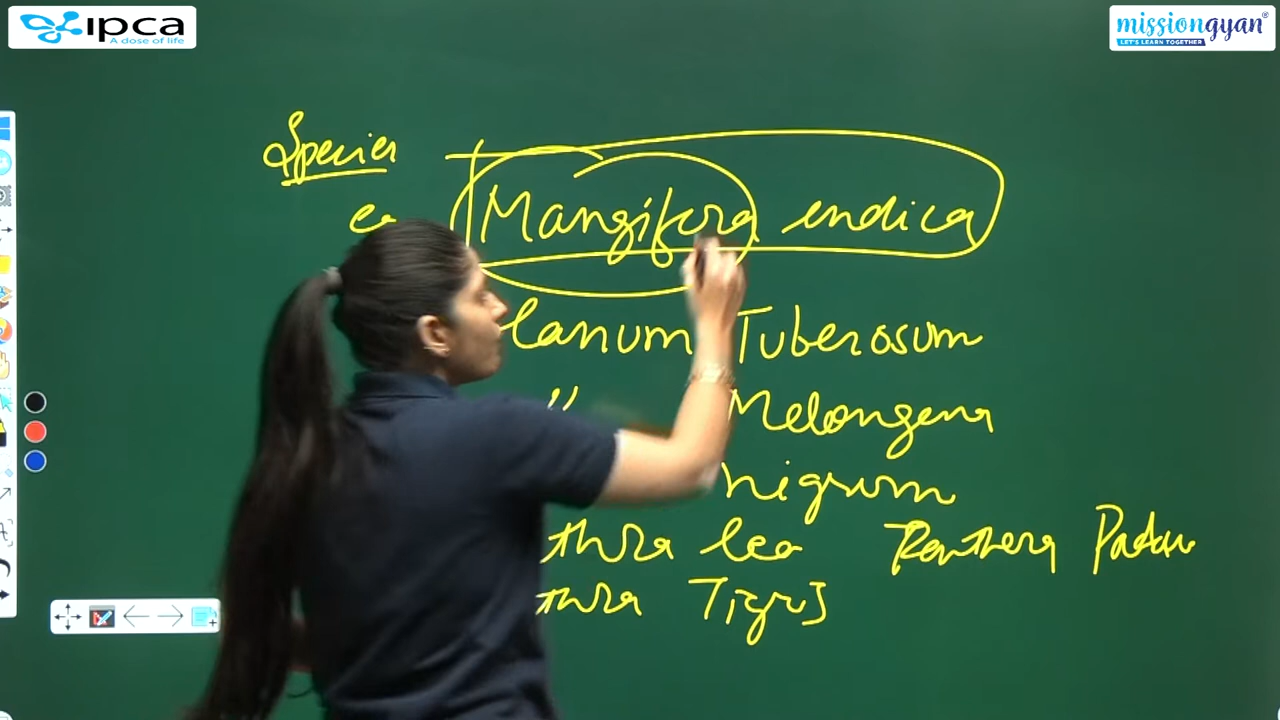 ipca
A dose of life
missiongyan®
LET'S LEARN TOGETHER
Species
eg
Mangifera indica
lanum Tuberosum
" Melongena
nigrum
thra leo Panthera
thra Tigris